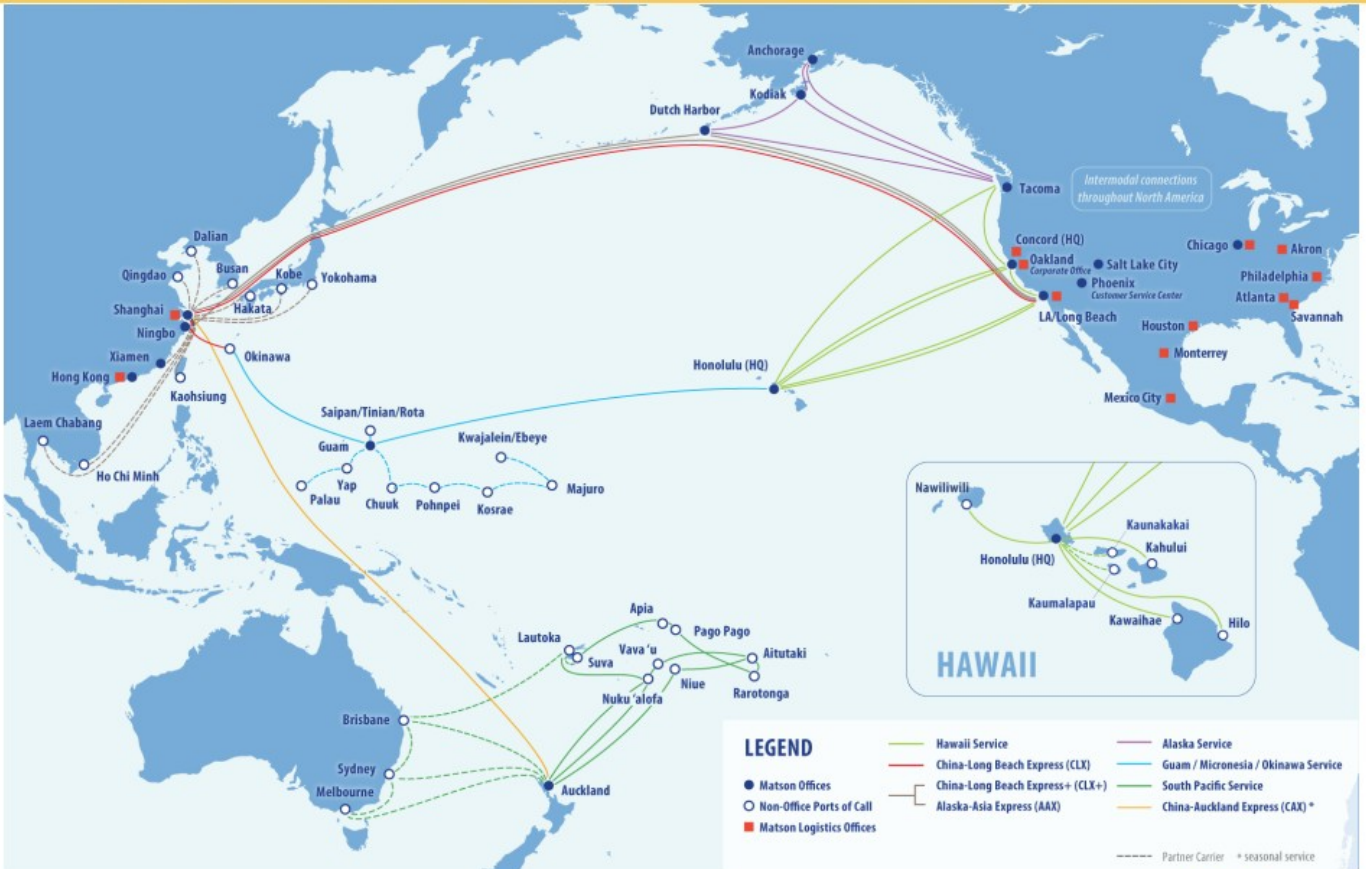 Anchorage
Kodiak
Dutch Harbor
Tacoma
Intermodal connections
throughout North America
Concord (HQ)
Oakland
Corporate Office
Salt Lake City
Phoenix
Customer Service Center
LA/Long Beach
Chicago
Akron
Philadelphia
Atlanta
Savannah
Houston
Monterrey
Mexico City
Dalian
Qingdao
Busan
Kobe
Yokohama
Shanghai
Hakata
Ningbo
Okinawa
Xiamen
Hong Kong
Kaohsiung
Laem Chabang
Ho Chi Minh
Honolulu (HQ)
Saipan/Tinian/Rota
Guam
Kwajalein/Ebeye
Yap
Palau
Chuuk
Pohnpei
Kosrae
Majuro
Apia
Pago Pago
Lautoka
Suva
Vava ‘u
Aitutaki
Niue
Nuku ‘alofa
Rarotonga
Brisbane
Sydney
Melbourne
Auckland
Nawiliwili
Kaunakakai
Honolulu (HQ)
Kahului
Kaumalapau
Kawaihae
Hilo
HAWAII
LEGEND
Matson Offices
Non-Office Ports of Call
Matson Logistics Offices
Hawaii Service
China-Long Beach Express (CLX)
China-Long Beach Express+ (CLX+)
Alaska-Asia Express (AAX)
Alaska Service
Guam / Micronesia / Okinawa Service
South Pacific Service
China-Auckland Express (CAX) *
Partner Carrier
* seasonal service